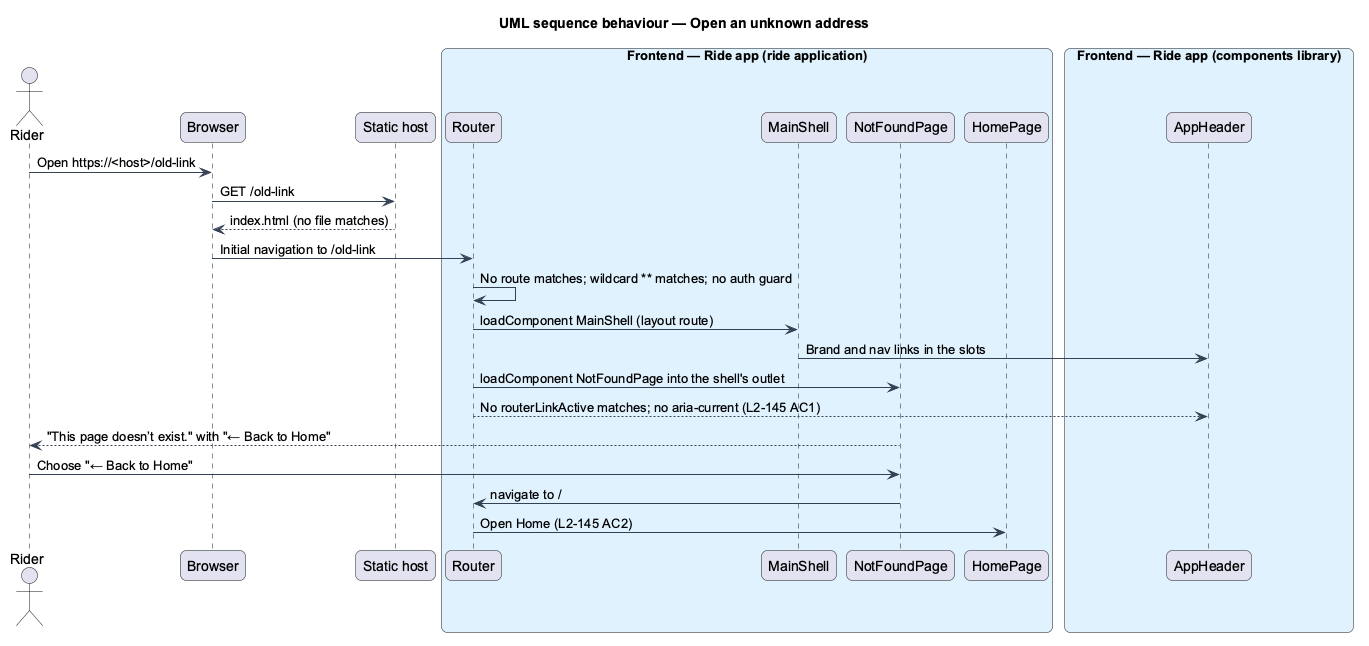 UML sequence behaviour — Open an unknown address
Frontend — Ride app (ride application)
Frontend — Ride app (components library)
Rider
Browser
Static host
Router
MainShell
NotFoundPage
HomePage
AppHeader
Open https://<host>/old-link
GET /old-link
index.html (no file matches)
Initial navigation to /old-link
No route matches; wildcard ** matches; no auth guard
loadComponent MainShell (layout route)
Brand and nav links in the slots
loadComponent NotFoundPage into the shell's outlet
No routerLinkActive matches; no aria-current (L2-145 AC1)
"This page doesn't exist." with "← Back to Home"
Choose "← Back to Home"
navigate to /
Open Home (L2-145 AC2)
Rider
Browser
Static host
Router
MainShell
NotFoundPage
HomePage
AppHeader